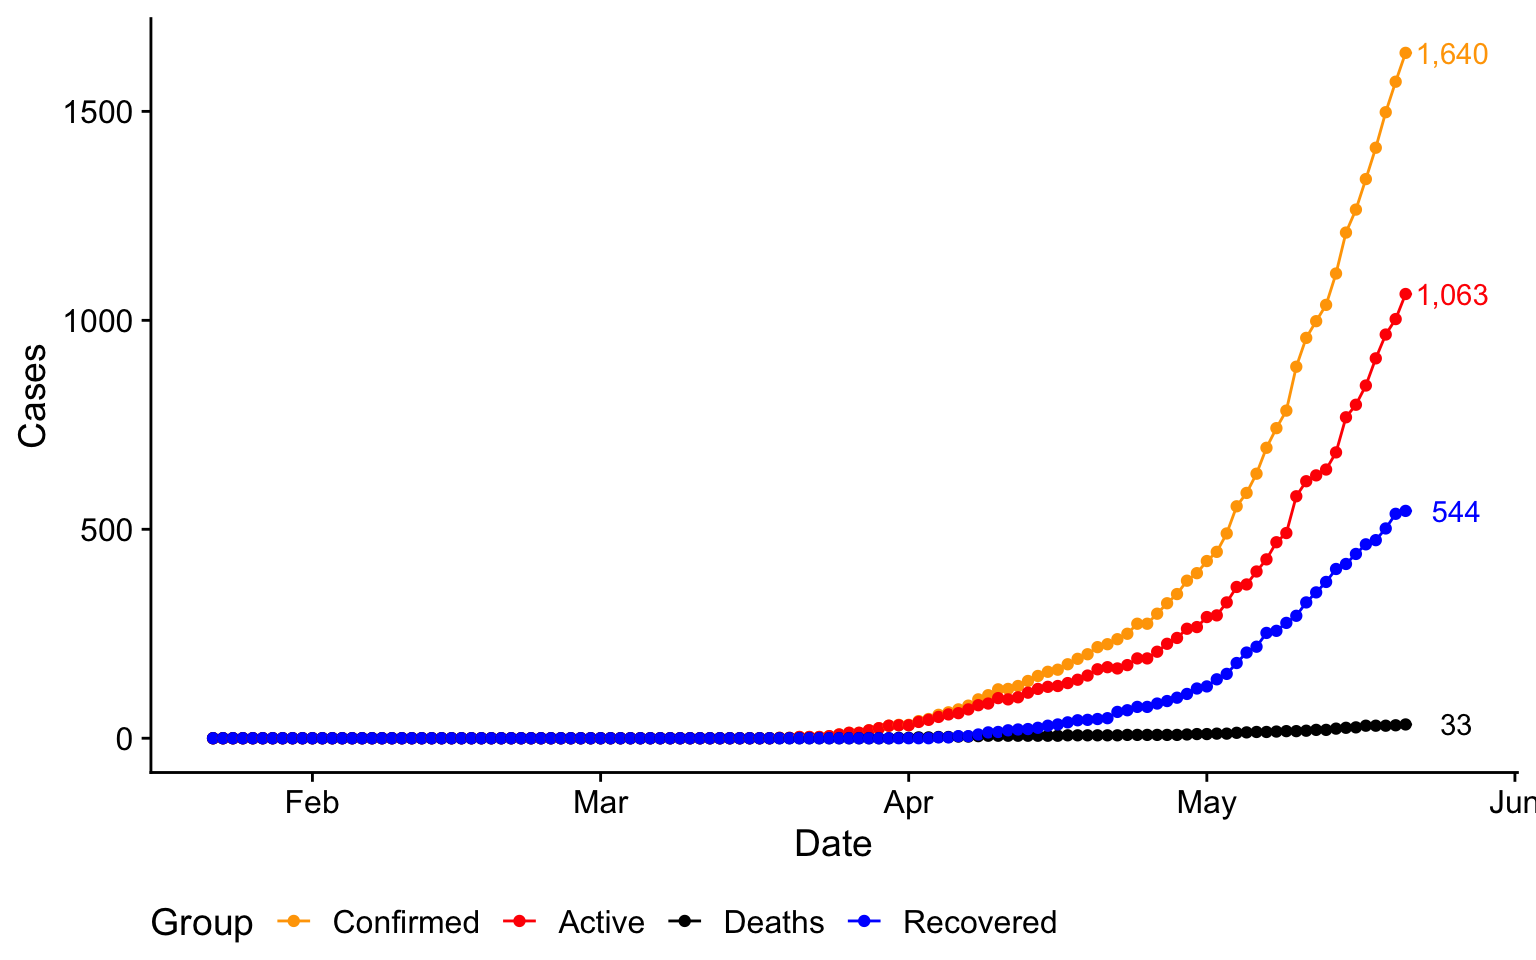 1,640
1500
1,063
1000
Cases
544
500
33
0
Feb Mar Apr May Jun
Date
Group Confirmed Active Deaths Recovered